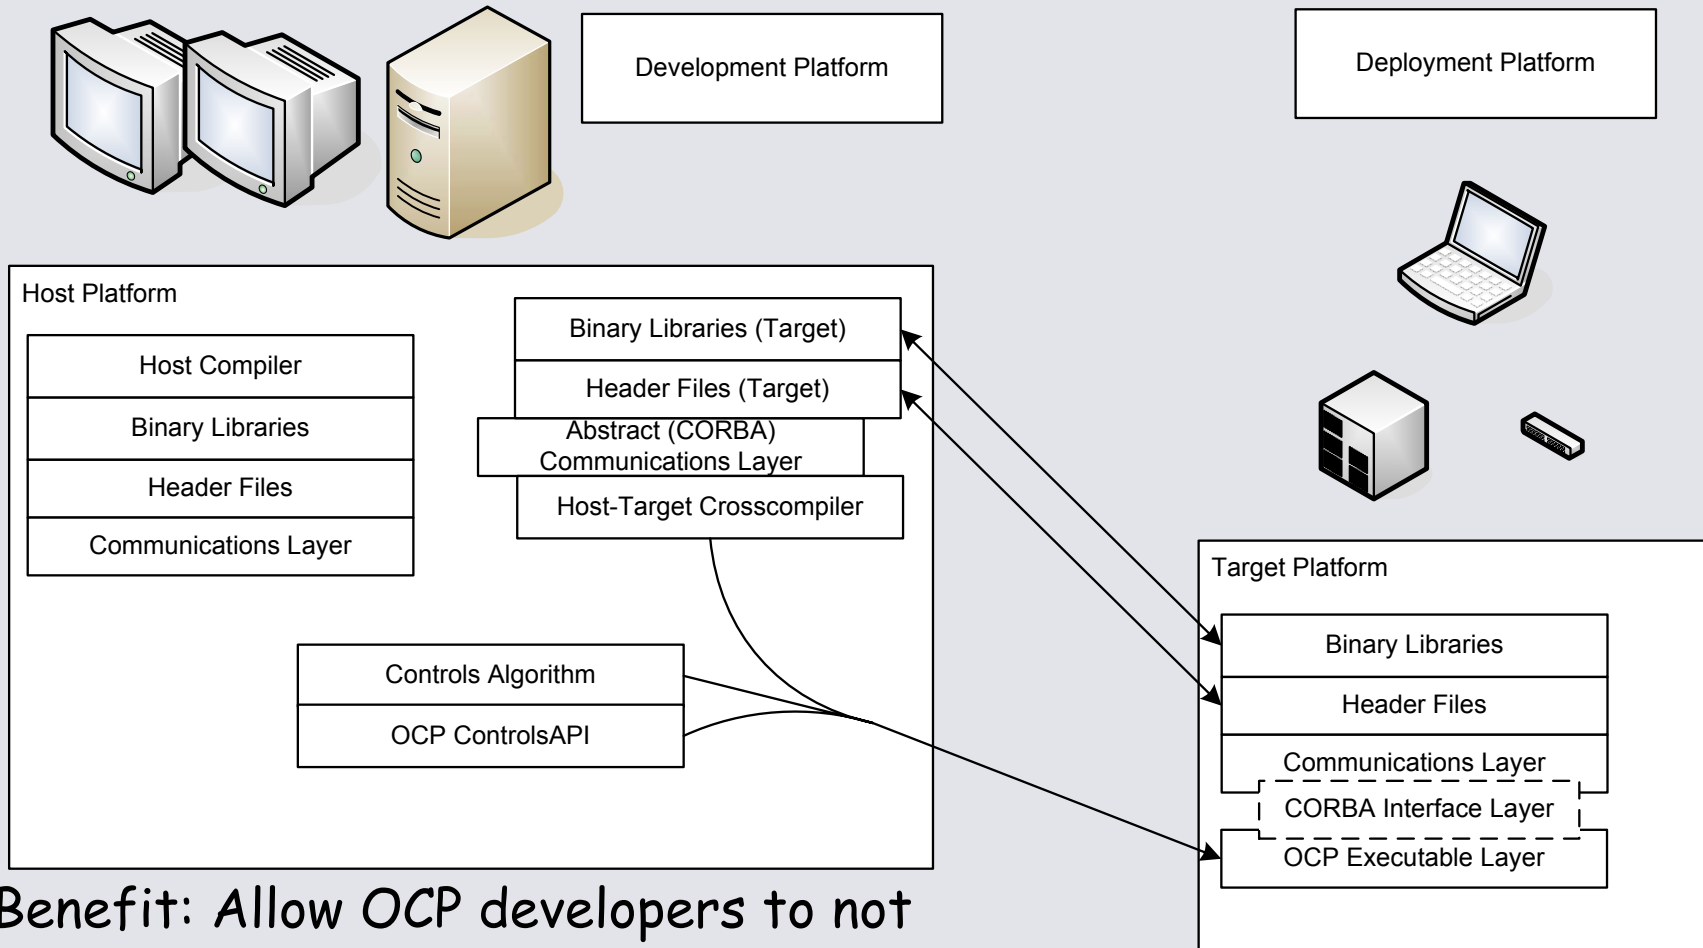 Development Platform
Deployment Platform
Host Platform
Host Compiler
Binary Libraries
Header Files
Communications Layer
Binary Libraries (Target)
Header Files (Target)
Abstract (CORBA)
Communications Layer
Host-Target Crosscompiler
Controls Algorithm
OCP ControlsAPI
Target Platform
Binary Libraries
Header Files
Communications Layer
CORBA Interface Layer
OCP Executable Layer
Benefit: Allow OCP developers to not